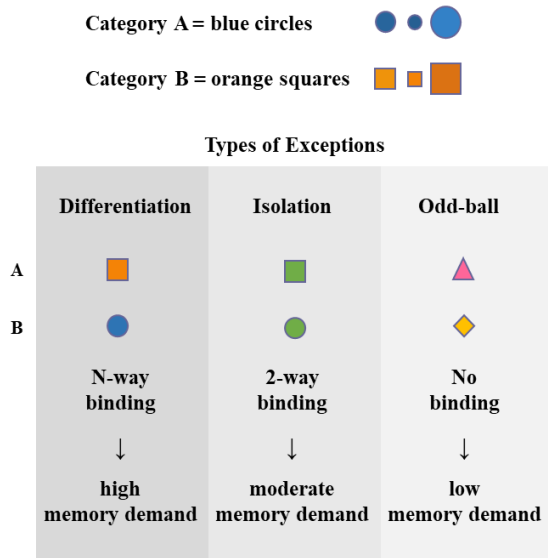 Category A = blue circles
Category B = orange squares
Types of Exceptions
Differentiation Isolation Odd-ball
A
B
N-way 2-way No
binding binding binding
↓ ↓ ↓
high moderate low
memory demand memory demand memory demand